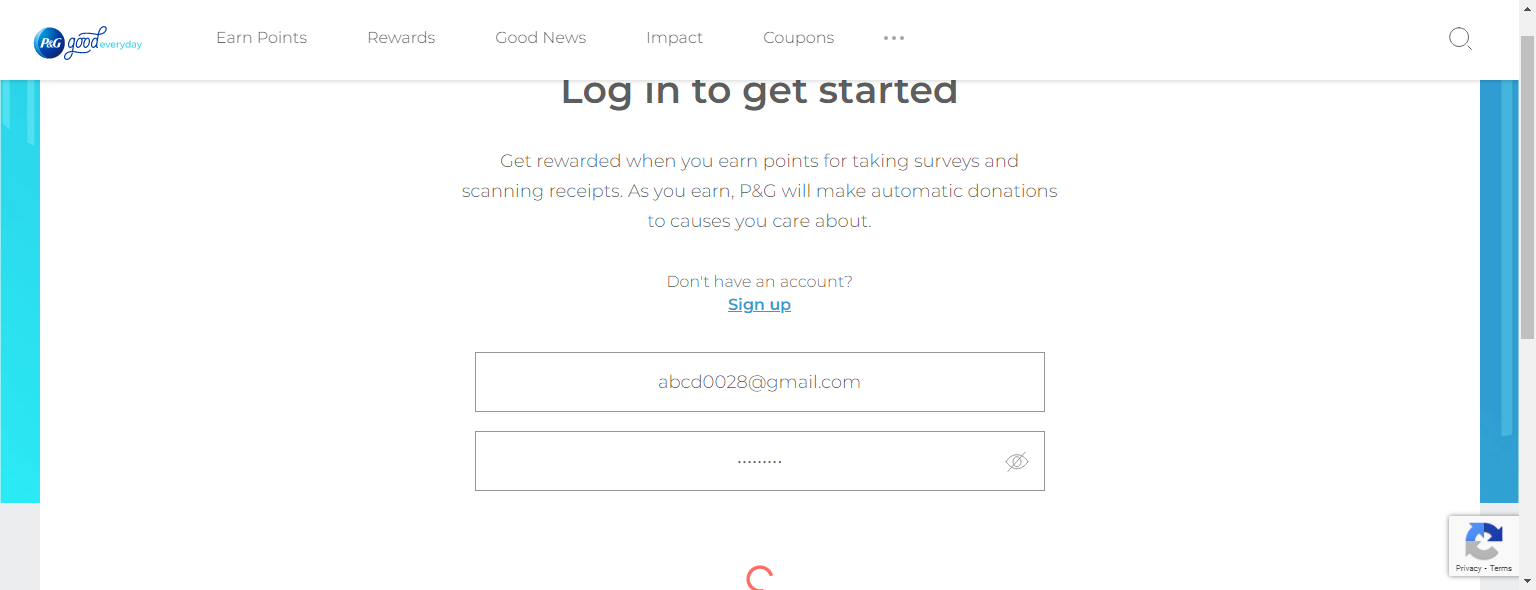 P&G good everyday
Earn Points
Rewards
Good News
Impact
Coupons
Log in to get started
Get rewarded when you earn points for taking surveys and
scanning receipts. As you earn, P&G will make automatic donations
to causes you care about.
Don't have an account?
Sign up
abcd0028@gmail.com
Privacy - Terms